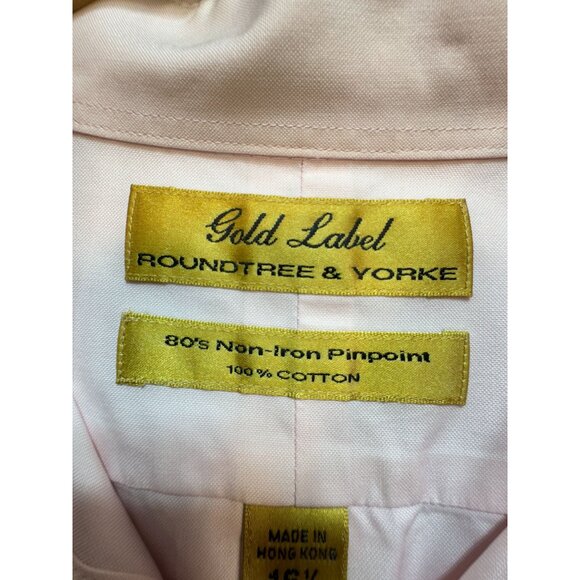 Gold Label
ROUNDTREE & YORKE
80's Non-Iron Pinpoint
100% COTTON
MADE IN
HONG KONG